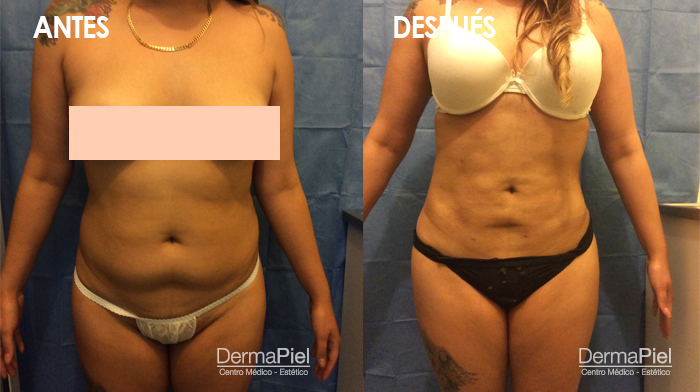 ANTES
DESPUÉS
DermaPiel
Centro Médico - Estético
DermaPiel
Centro Médico - Estético